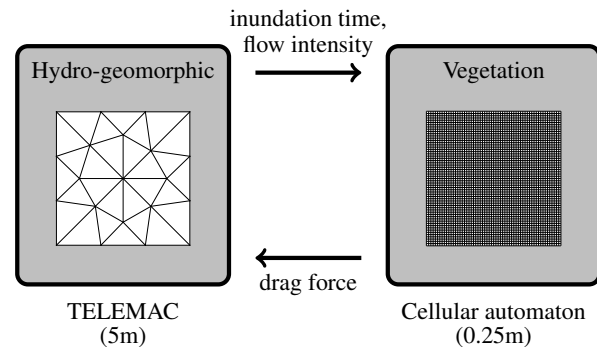 inundation time,
flow intensity
Hydro-geomorphic
Vegetation
drag force
TELEMAC
(5m)
Cellular automaton
(0.25m)